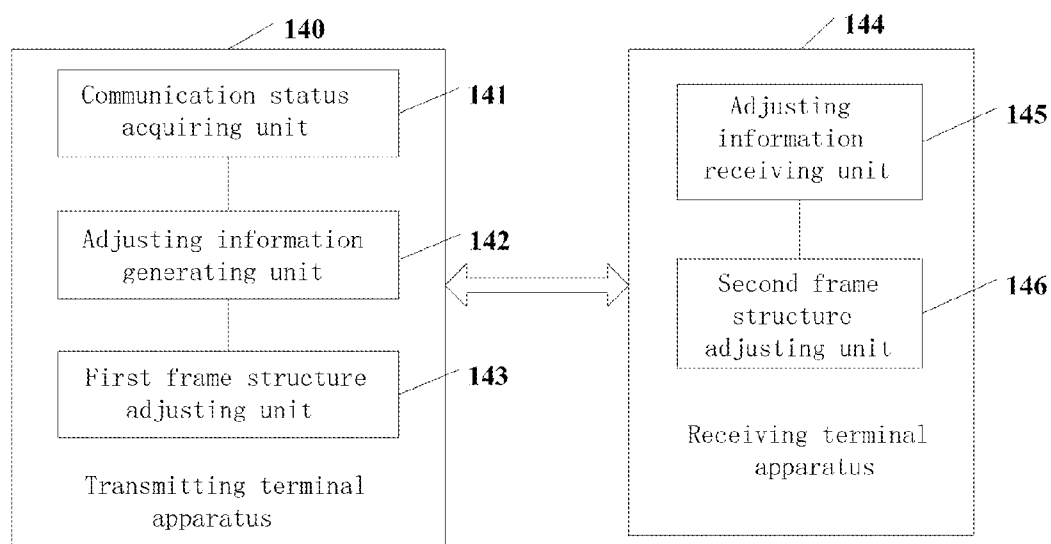 140
Communication status
acquiring unit
141
Adjusting information
generating unit
142
First frame structure
adjusting unit
143
Transmitting terminal
apparatus
144
Adjusting
information
receiving unit
145
Second frame
structure
adjusting unit
146
Receiving terminal
apparatus